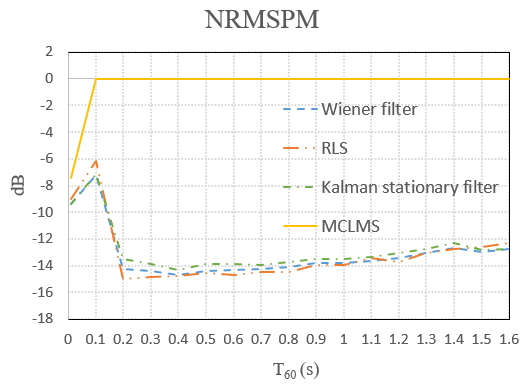 NRMSPM
2
0
-2
-4
-6
-8
-10
-12
-14
-16
-18
dB
Wiener filter
RLS
Kalman stationary filter
MCLMS
0 0.1 0.2 0.3 0.4 0.5 0.6 0.7 0.8 0.9 1 1.1 1.2 1.3 1.4 1.5 1.6
T60 (s)